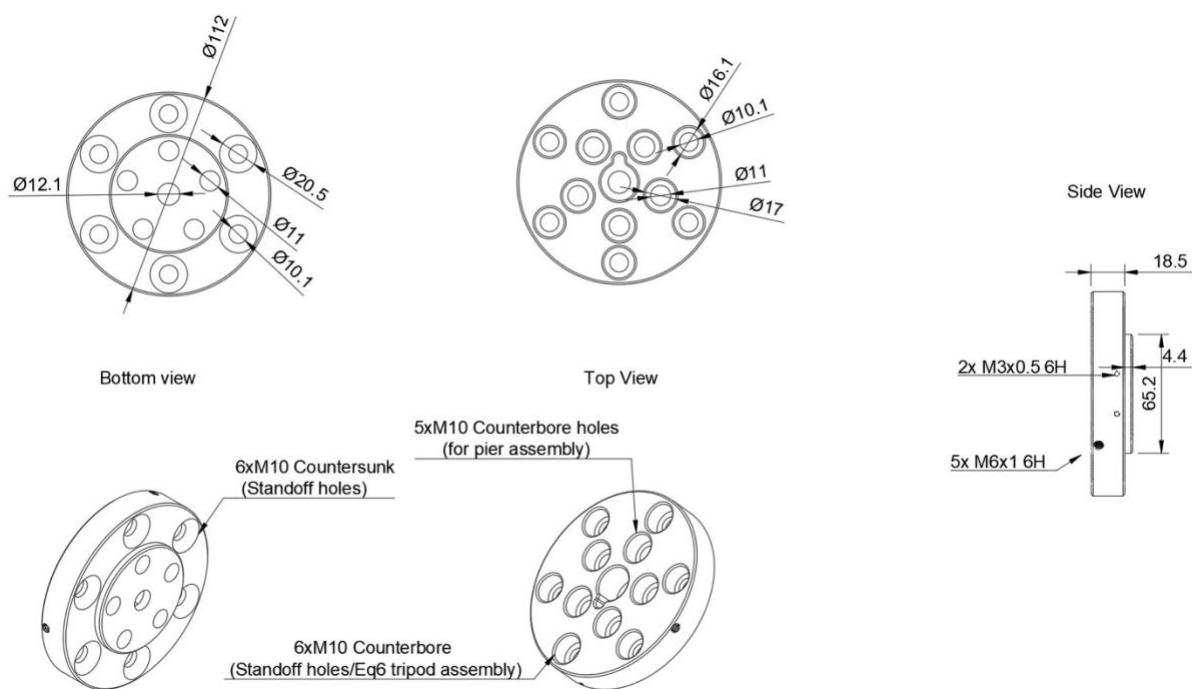 Ø112
Ø20.5
Ø12.1
Ø11
Ø10.1
Bottom view
Ø16.1
Ø10.1
Ø11
Ø17
Top View
Side View
18.5
4.4
2x M3x0.5 6H
65.2
5x M6x1 6H
6xM10 Countersunk
(Standoff holes)
5xM10 Counterbore holes
(for pier assembly)
6xM10 Counterbore
(Standoff holes/Eq6 tripod assembly)